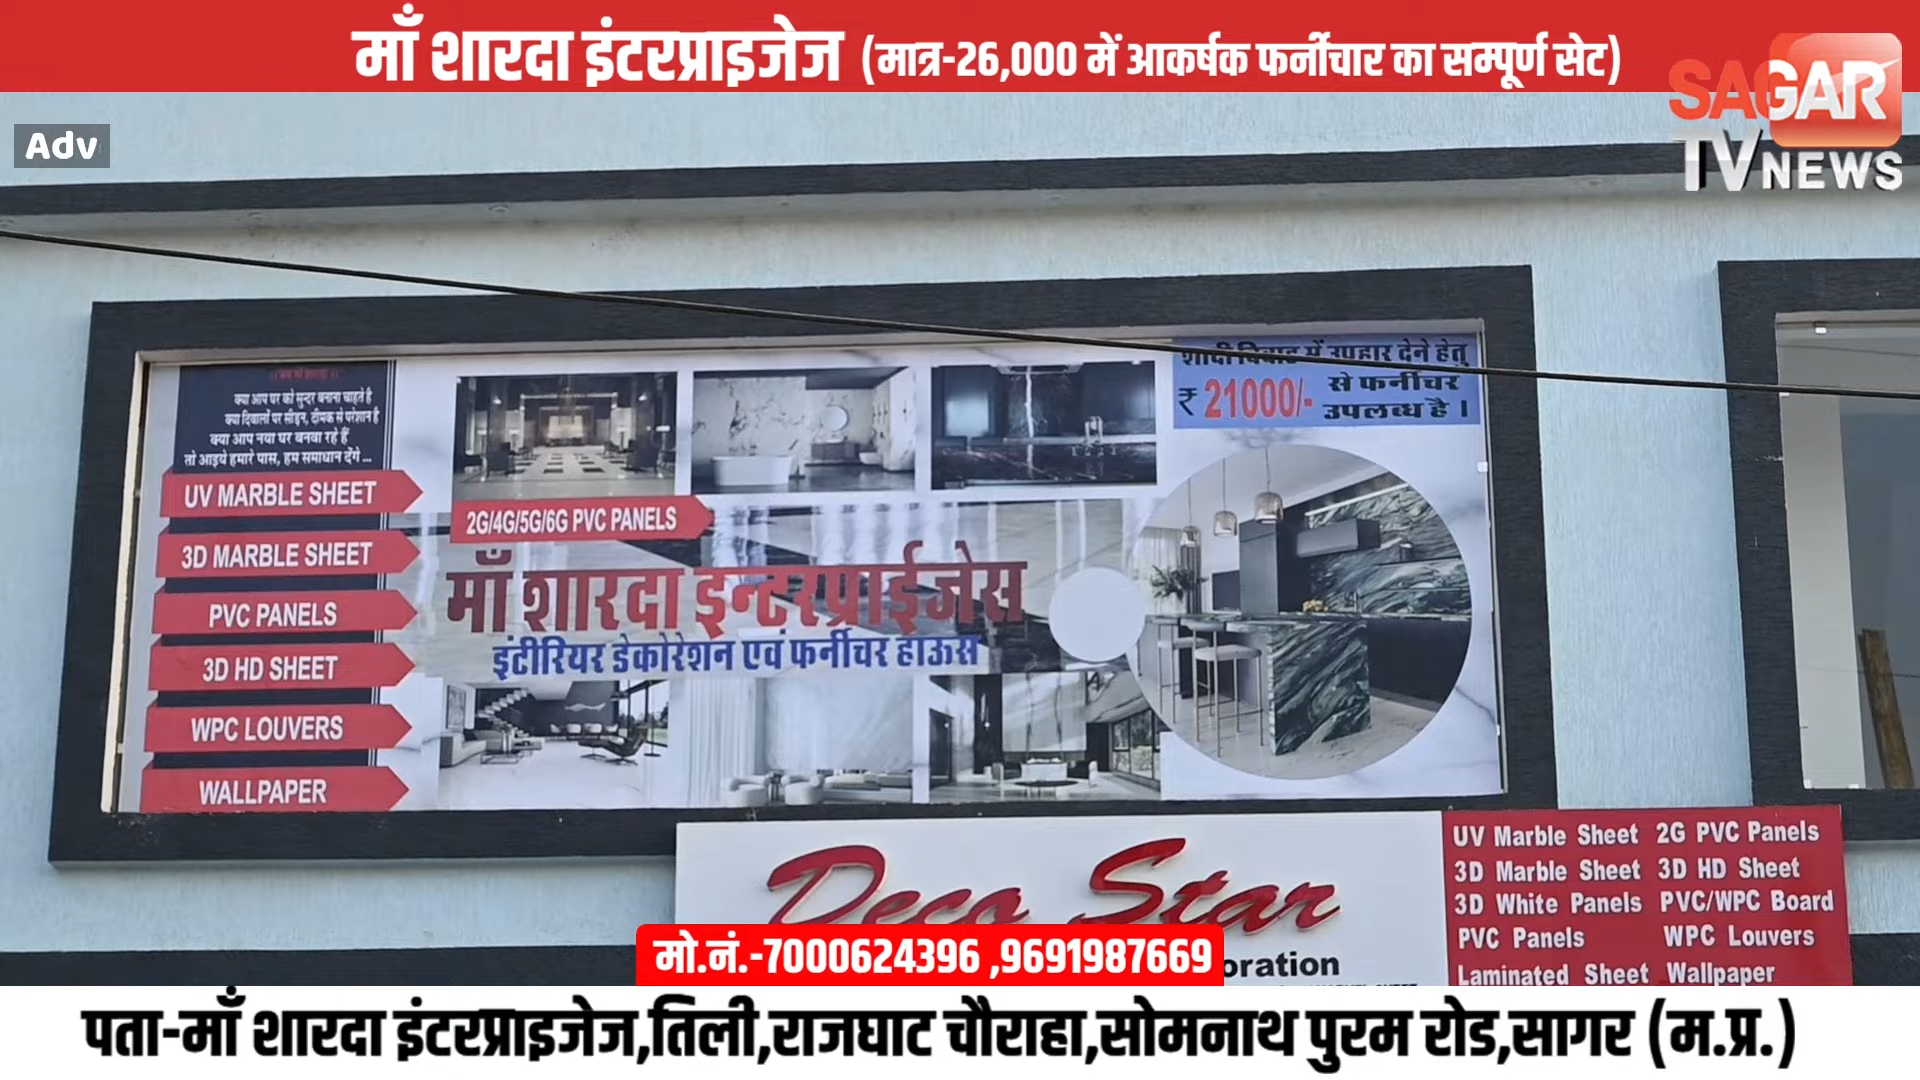 माँ शारदा इंटरप्राइजेज (मात्र-26,000 में आकर्षक फर्नीचार का सम्पूर्ण सेट)
SAGAR
TV NEWS
Adv
क्या आप घर को सुन्दर बनाना चाहते है
क्या दिवालों पर सीड़न, दीमक से परेशान है
क्या आप नया घर बनवा रहे हैं
तो आइये हमारे पास, हम समाधान देंगे ...
शादी विवाह में उपहार देने हेतु
₹ 21000/- से फर्नीचर
उपलब्ध है ।
UV MARBLE SHEET
3D MARBLE SHEET
PVC PANELS
3D HD SHEET
WPC LOUVERS
WALLPAPER
2G/4G/5G/6G PVC PANELS
माँ शारदा इन्टरप्राईजेस
इंटीरियर डेकोरेशन एवं फर्नीचर हाऊस
Deco Star
oration
UV Marble Sheet 2G PVC Panels
3D Marble Sheet 3D HD Sheet
3D White Panels PVC/WPC Board
PVC Panels WPC Louvers
Laminated Sheet Wallpaper
मो.नं.-7000624396 ,9691987669
पता-माँ शारदा इंटरप्राइजेज,तिली,राजघाट चौराहा,सोमनाथ पुरम रोड,सागर (म.प्र.)